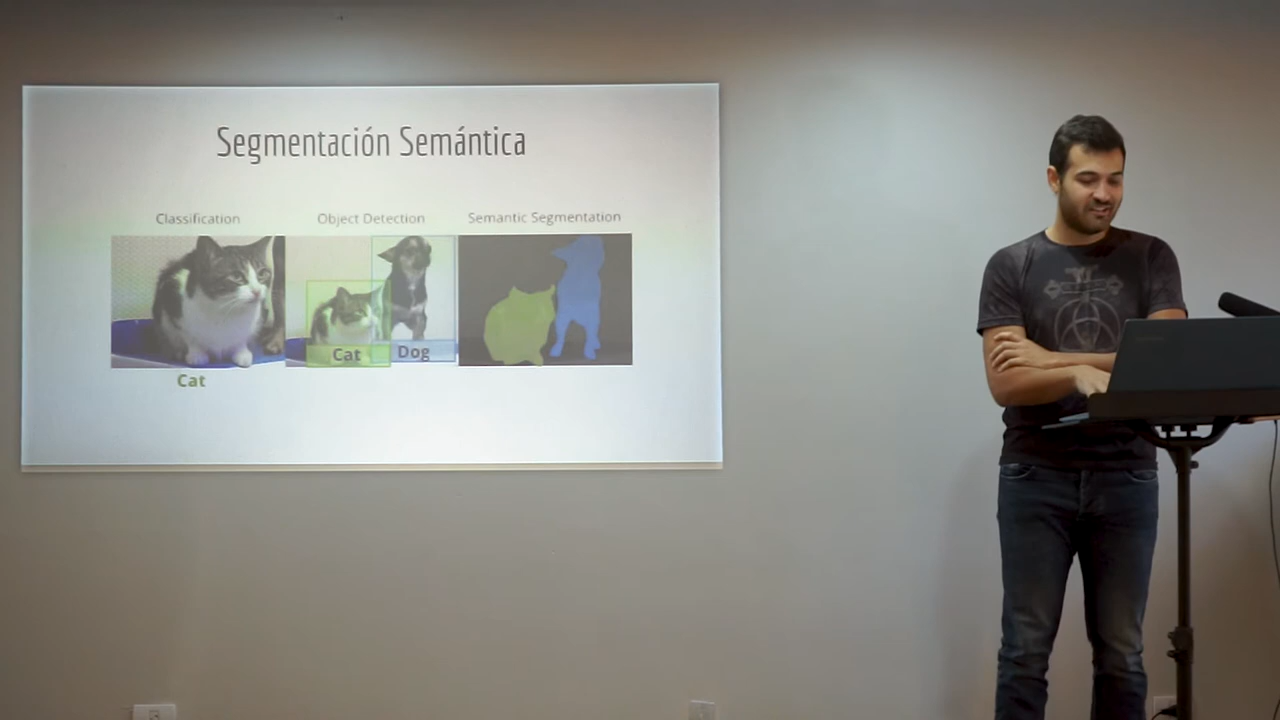 Segmentación Semántica
Classification
Object Detection
Semantic Segmentation
Cat
Dog
Cat